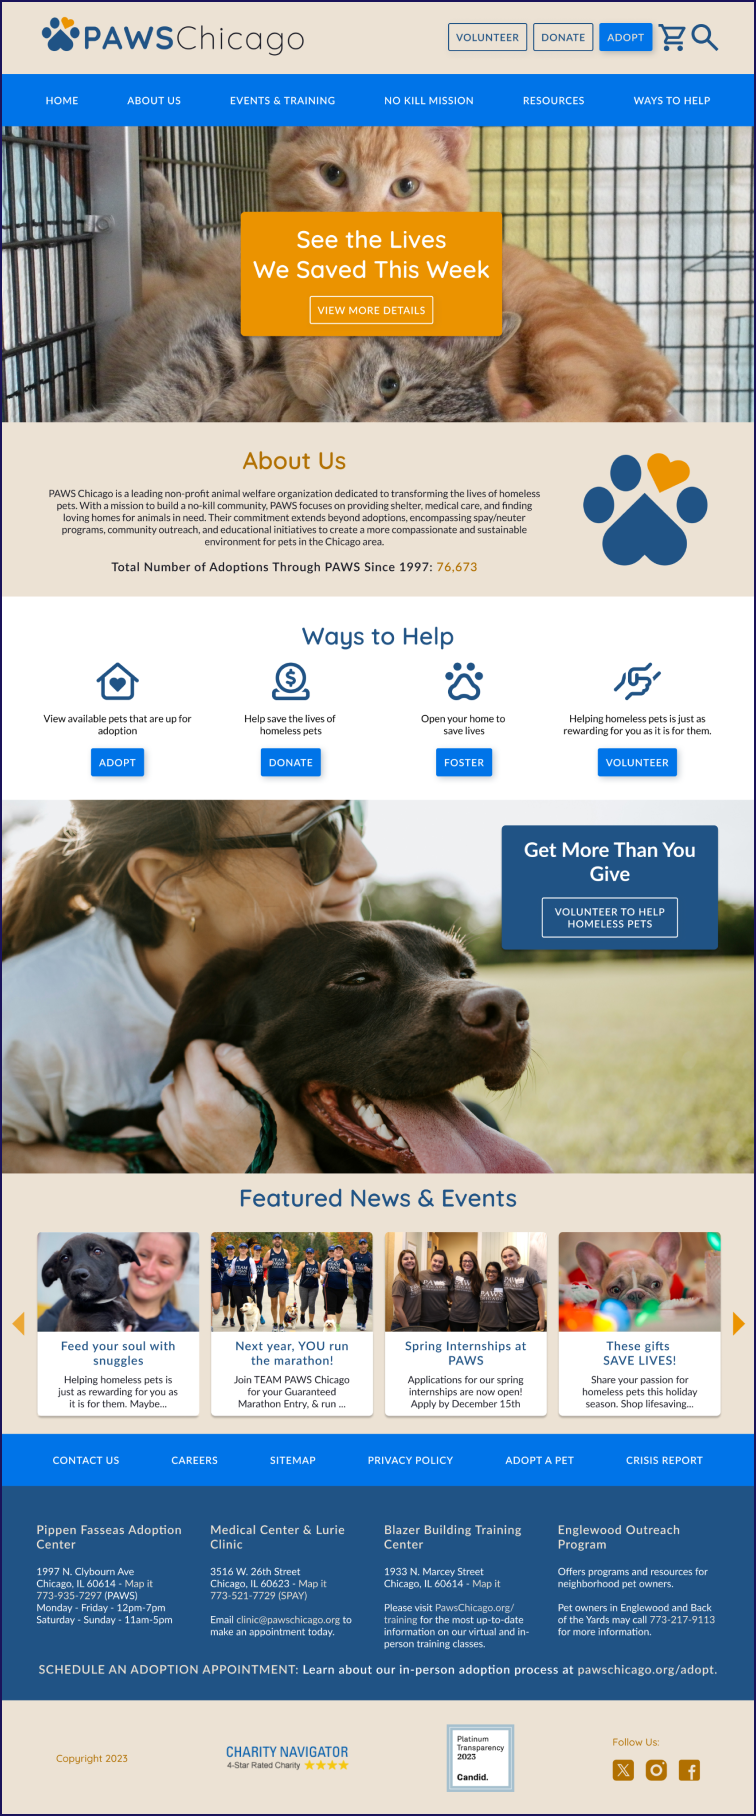 PAWSChicago
VOLUNTEER
DONATE
ADOPT
HOME
ABOUT US
EVENTS & TRAINING
NO KILL MISSION
RESOURCES
WAYS TO HELP
See the Lives
We Saved This Week
VIEW MORE DETAILS
About Us
PAWS Chicago is a leading non-profit animal welfare organization dedicated to transforming the lives of homeless
pets. With a mission to build a no-kill community, PAWS focuses on providing shelter, medical care, and finding
loving homes for animals in need. Their commitment extends beyond adoptions, encompassing spay/neuter
programs, community outreach, and educational initiatives to create a more compassionate and sustainable
environment for pets in the Chicago area.
Total Number of Adoptions Through PAWS Since 1997: 76,673
Ways to Help
View available pets that are up for
adoption
ADOPT
Help save the lives of
homeless pets
DONATE
Open your home to
save lives
FOSTER
Helping homeless pets is just as
rewarding for you as it is for them.
VOLUNTEER
Get More Than You
Give
VOLUNTEER TO HELP
HOMELESS PETS
Featured News & Events
Feed your soul with
snuggles
Helping homeless pets is
just as rewarding for you as
it is for them. Maybe...
Next year, YOU run
the marathon!
Join TEAM PAWS Chicago
for your Guaranteed
Marathon Entry, & run ...
Spring Internships at
PAWS
Applications for our spring
internships are now open!
Apply by December 15th
These gifts
SAVE LIVES!
Share your passion for
homeless pets this holiday
season. Shop lifesaving...
CONTACT US
CAREERS
SITEMAP
PRIVACY POLICY
ADOPT A PET
CRISIS REPORT
Pippen Fasseas Adoption
Center
1997 N. Clybourn Ave
Chicago, IL 60614 - Map it
773-935-7297 (PAWS)
Monday - Friday - 12pm-7pm
Saturday - Sunday - 11am-5pm
Medical Center & Lurie
Clinic
3516 W. 26th Street
Chicago, IL 60623 - Map it
773-521-7729 (SPAY)
Email clinic@pawschicago.org to
make an appointment today.
Blazer Building Training
Center
1933 N. Marcey Street
Chicago, IL 60614 - Map it
Please visit PawsChicago.org/
training for the most up-to-date
information on our virtual and in-
person training classes.
Englewood Outreach
Program
Offers programs and resources for
neighborhood pet owners.
Pet owners in Englewood and Back
of the Yards may call 773-217-9113
for more information.
SCHEDULE AN ADOPTION APPOINTMENT: Learn about our in-person adoption process at pawschicago.org/adopt.
Copyright 2023
CHARITY NAVIGATOR
4-Star Rated Charity
Platinum
Transparency
2023
Candid.
Follow Us: